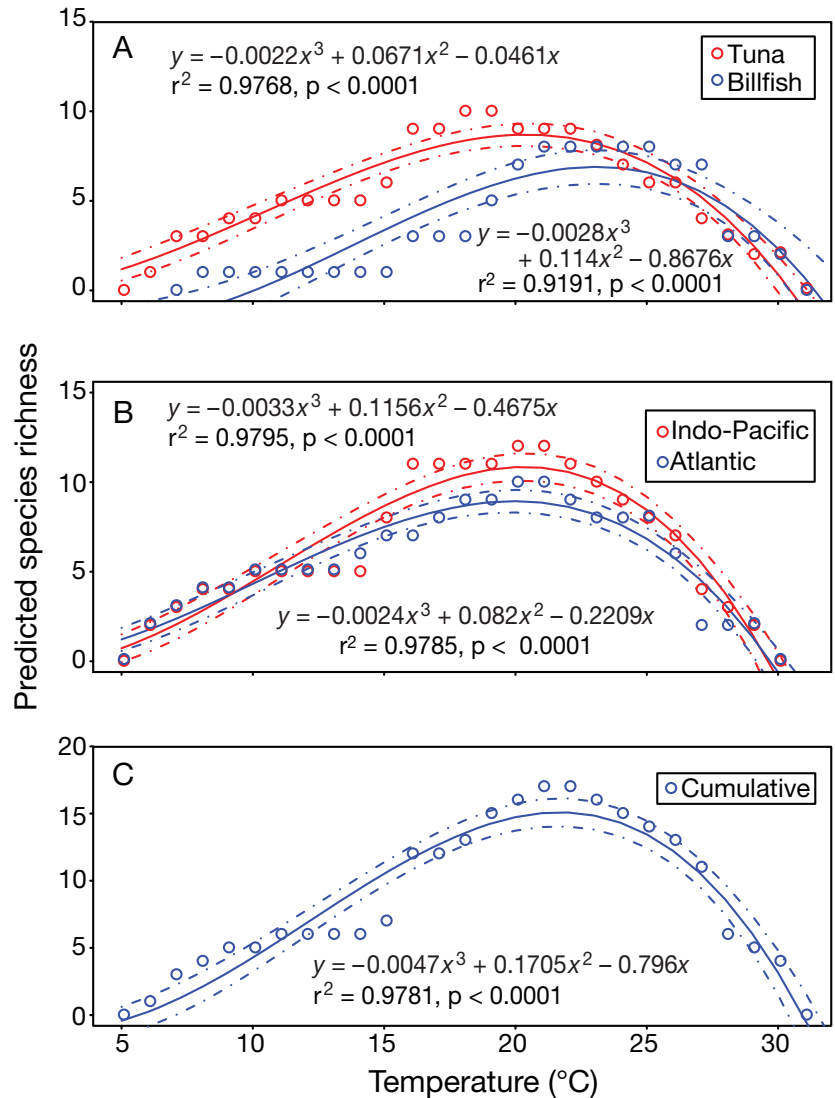 15
10
5
0
A
y = −0.0022x³ + 0.0671x² − 0.0461x
r² = 0.9768, p < 0.0001
Tuna
Billfish
y = −0.0028x³
+ 0.114x² − 0.8676x
r² = 0.9191, p < 0.0001
Predicted species richness
15
10
5
0
B
y = −0.0033x³ + 0.1156x² − 0.4675x
r² = 0.9795, p < 0.0001
Indo-Pacific
Atlantic
y = −0.0024x³ + 0.082x² − 0.2209x
r² = 0.9785, p < 0.0001
20
15
10
5
0
C
Cumulative
y = −0.0047x³ + 0.1705x² − 0.796x
r² = 0.9781, p < 0.0001
5 10 15 20 25 30
Temperature (°C)